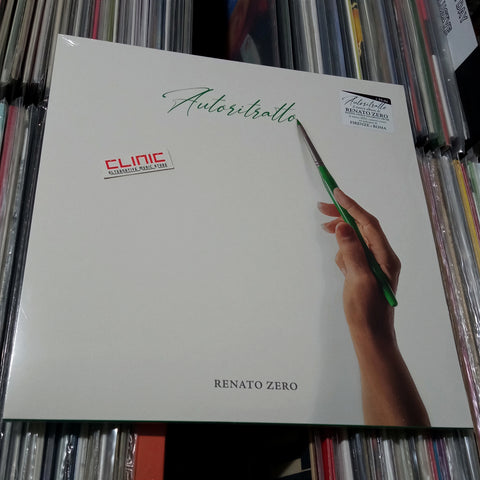 Autoritratto
Autoritratto
RENATO ZERO
FIRENZE e ROMA
CLINIC
ALTERNATIVE MUSIC STORE
RENATO ZERO